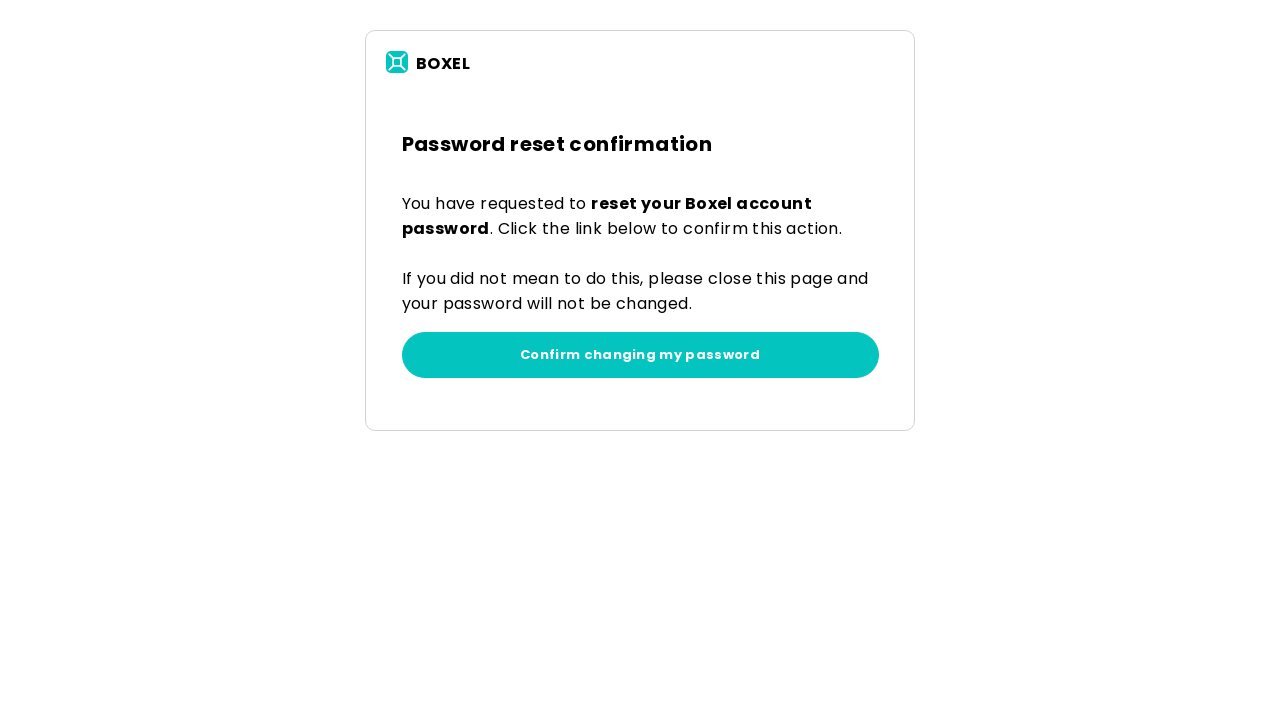 BOXEL
Password reset confirmation
You have requested to reset your Boxel account
password. Click the link below to confirm this action.
If you did not mean to do this, please close this page and
your password will not be changed.
Confirm changing my password